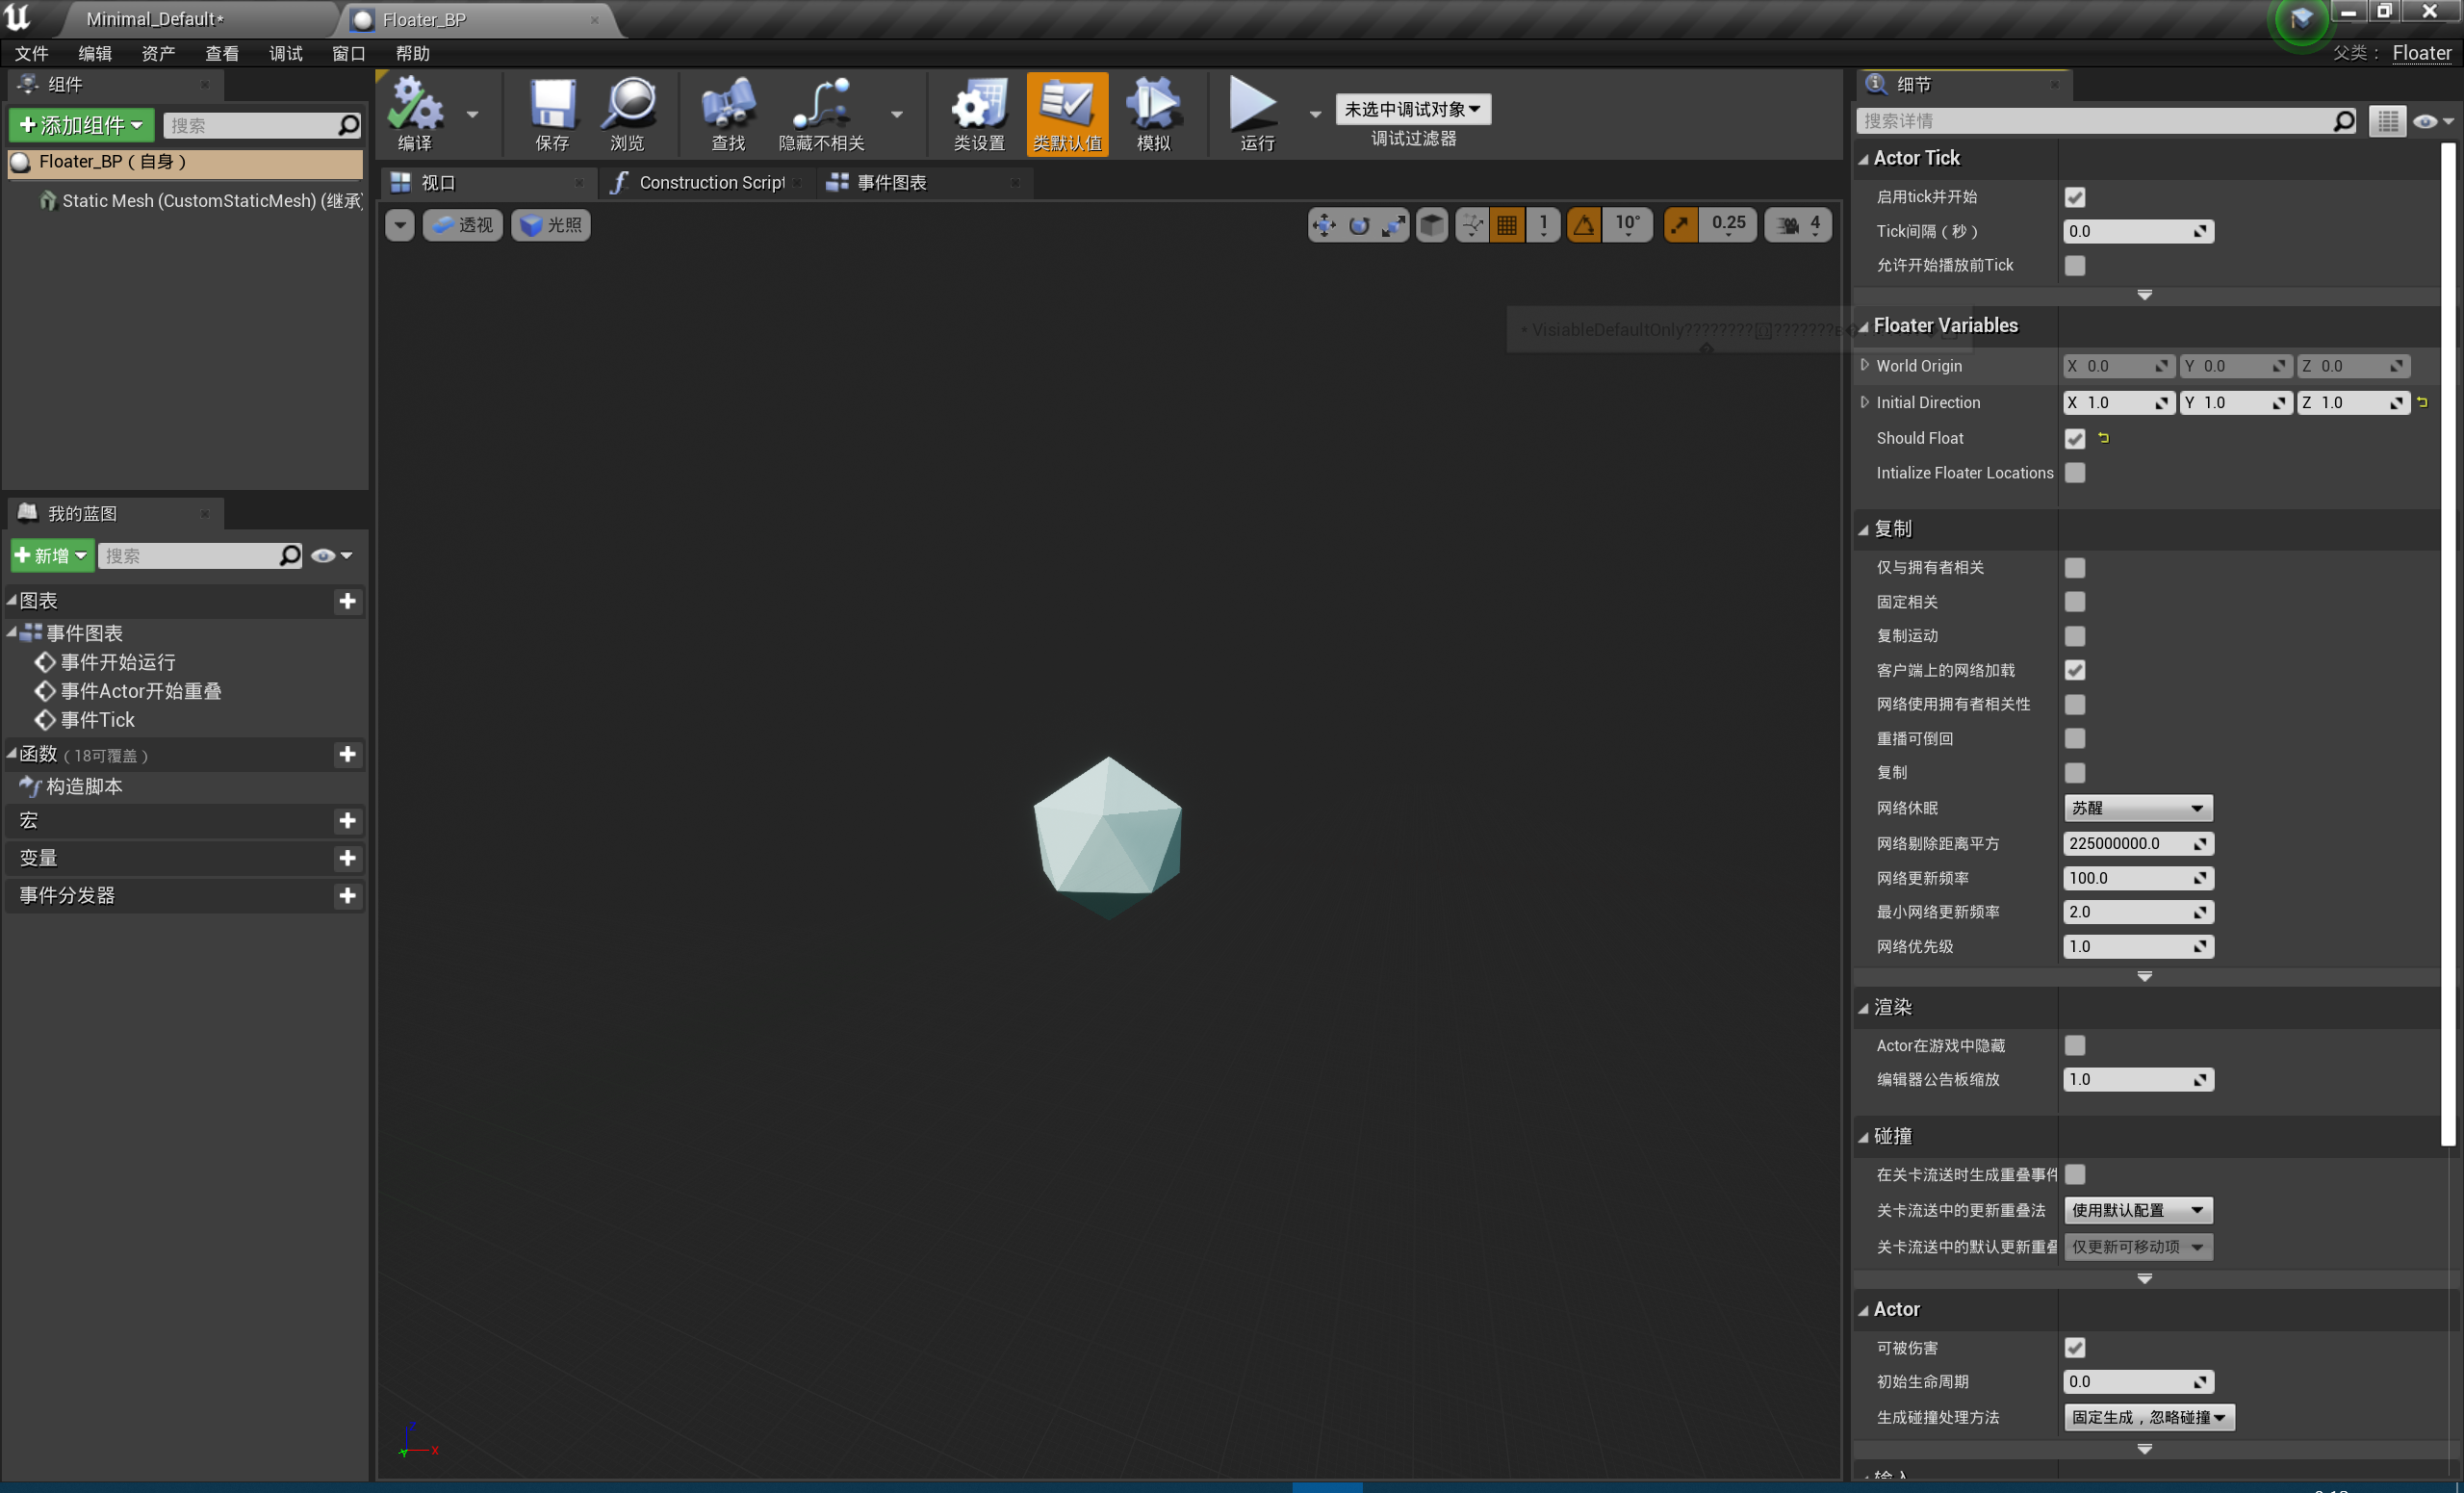 Minimal_Default*
Floater_BP
文件 编辑 资产 查看 调试 窗口 帮助
父类： Floater
组件
添加组件
搜索
Floater_BP（自身）
Static Mesh (CustomStaticMesh) (继承)
编译
保存
浏览
查找
隐藏不相关
类设置
类默认值
模拟
运行
未选中调试对象
调试过滤器
视口
Construction Script
事件图表
透视
光照
1
10°
0.25
4
我的蓝图
新增
搜索
图表
事件图表
事件开始运行
事件Actor开始重叠
事件Tick
函数（18可覆盖）
构造脚本
宏
变量
事件分发器
X
细节
搜索详情
Actor Tick
启用tick并开始
Tick间隔（秒） 0.0
允许开始播放前Tick
VisiableDefaultOnly????????
Floater Variables
World Origin X 0.0 Y 0.0 Z 0.0
Initial Direction X 1.0 Y 1.0 Z 1.0
Should Float
Intialize Floater Locations
复制
仅与拥有者相关
固定相关
复制运动
客户端上的网络加载
网络使用拥有者相关性
重播可倒回
复制
网络休眠 苏醒
网络剔除距离平方 225000000.0
网络更新频率 100.0
最小网络更新频率 2.0
网络优先级 1.0
渲染
Actor在游戏中隐藏
编辑器公告板缩放 1.0
碰撞
在关卡流送时生成重叠事件
关卡流送中的更新重叠法 使用默认配置
关卡流送中的默认更新重叠 仅更新可移动项
Actor
可被伤害
初始生命周期 0.0
生成碰撞处理方法 固定生成，忽略碰撞